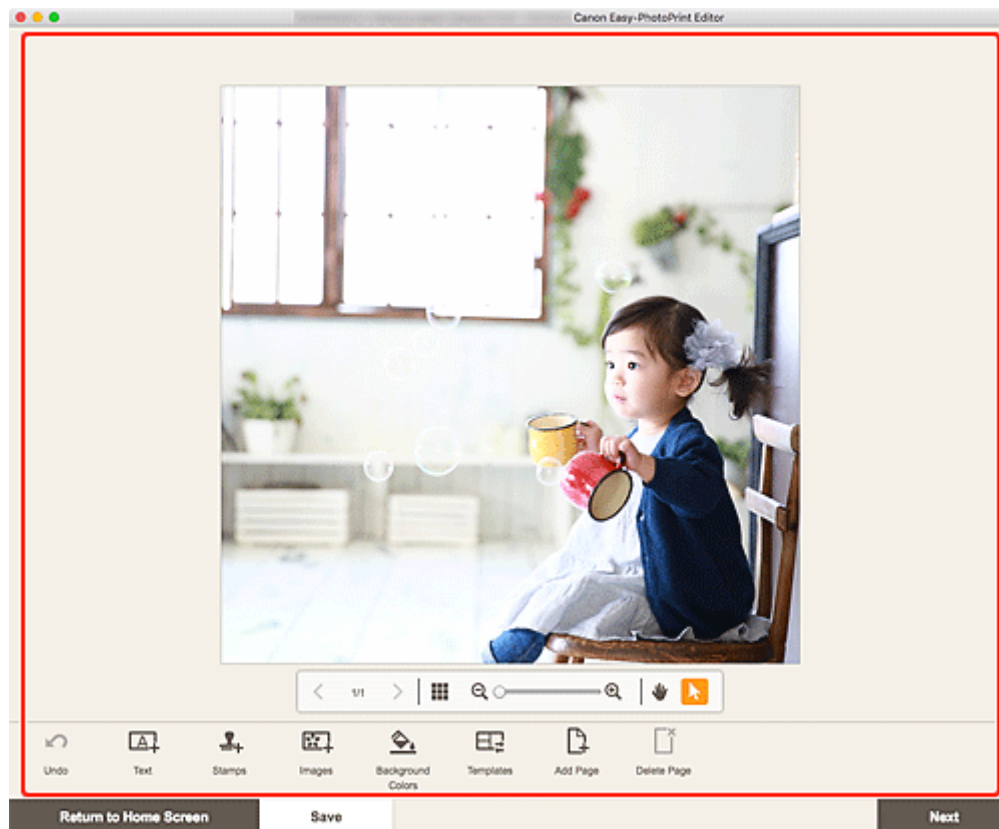 Canon Easy-PhotoPrint Editor
1/1
Undo
Text
Stamps
Images
Background
Colors
Templates
Add Page
Delete Page
Return to Home Screen
Save
Next